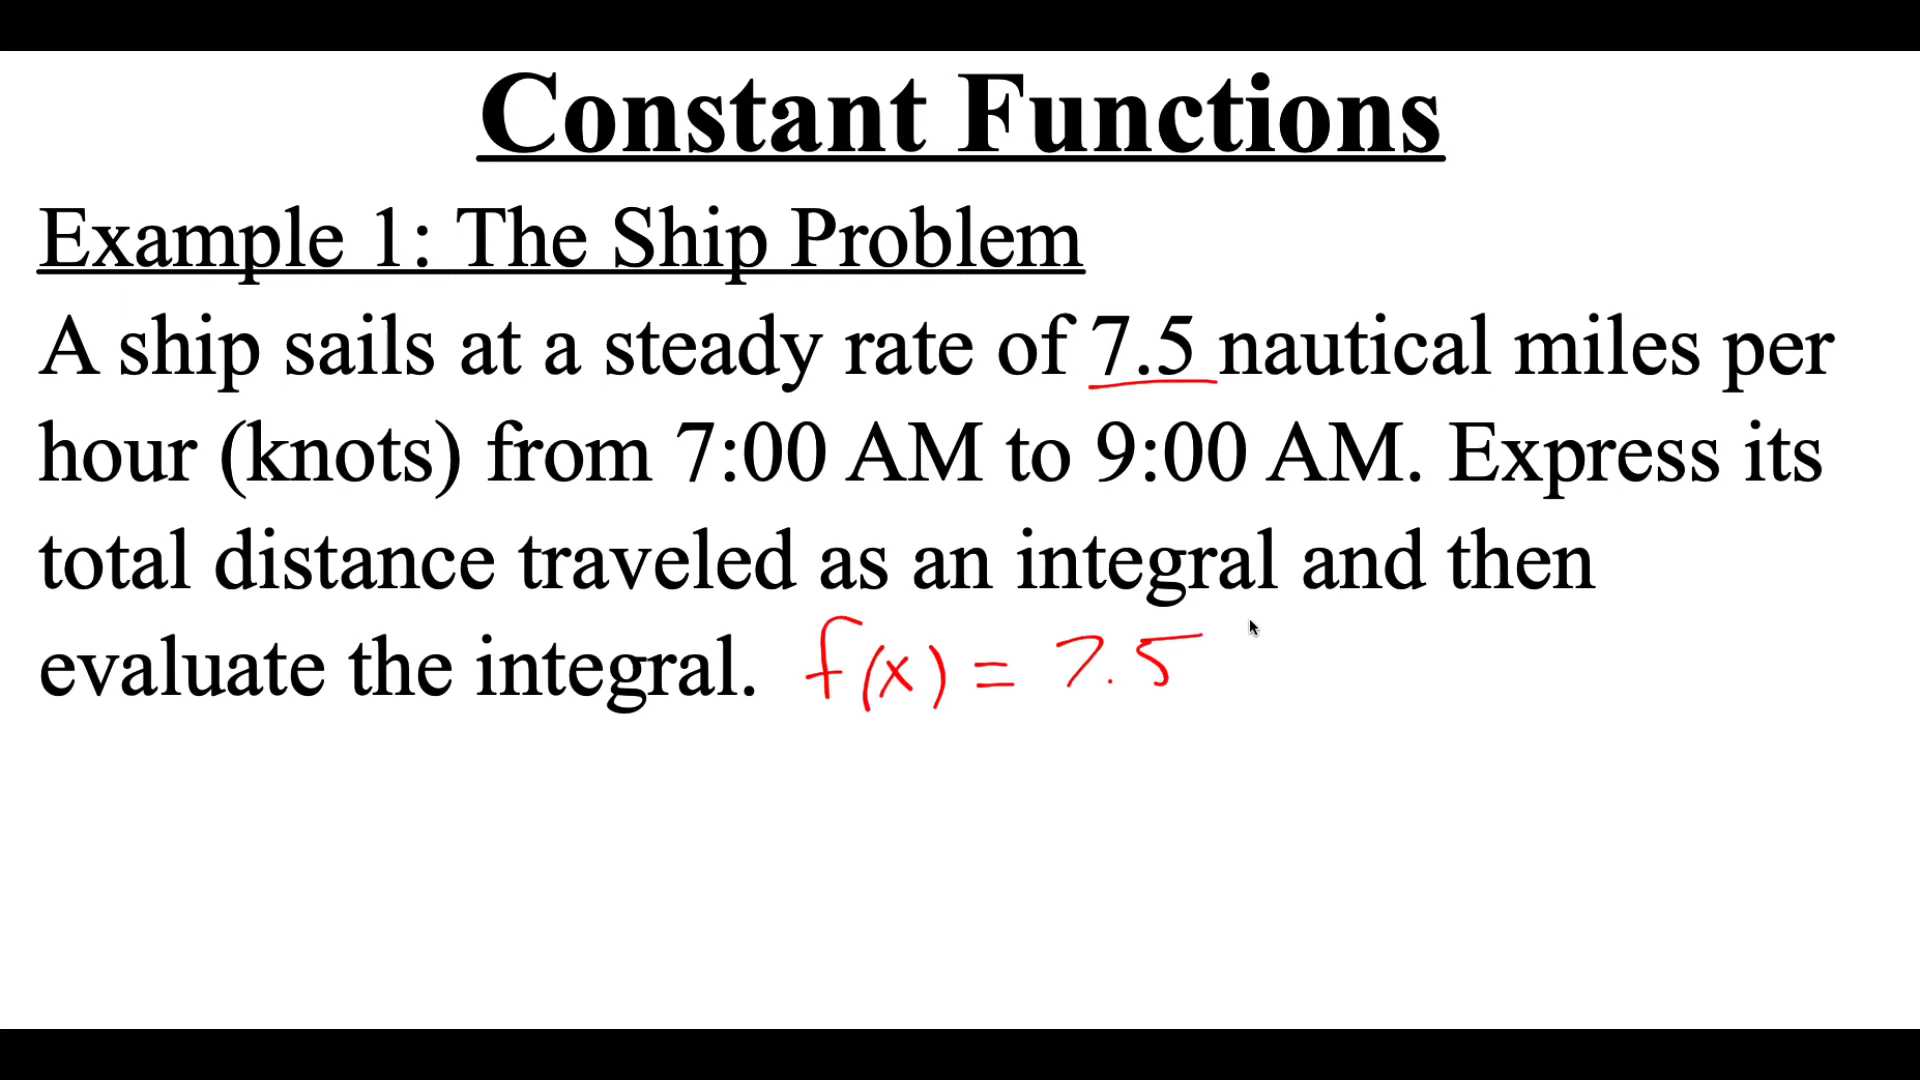 Constant Functions
Example 1: The Ship Problem
A ship sails at a steady rate of 7.5 nautical miles per
hour (knots) from 7:00 AM to 9:00 AM. Express its
total distance traveled as an integral and then
evaluate the integral. f(x) = 7.5